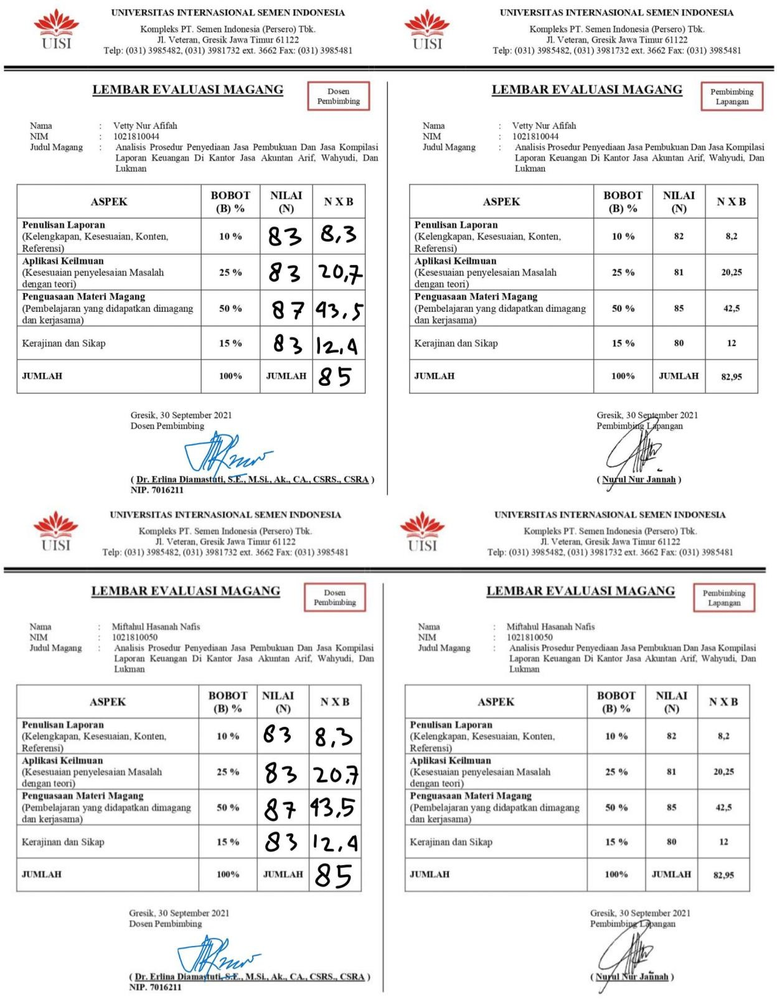 UISI
UNIVERSITAS INTERNASIONAL SEMEN INDONESIA
Kompleks PT. Semen Indonesia (Persero) Tbk.
Jl. Veteran, Gresik Jawa Timur 61122
Telp: (031) 3985482, (031) 3981732 ext. 3662 Fax: (031) 3985481
LEMBAR EVALUASI MAGANG
Dosen
Pembimbing
Nama : Vetty Nur Afifah
NIM : 1021810044
Judul Magang : Analisis Prosedur Penyediaan Jasa Pembukuan Dan Jasa Kompilasi
Laporan Keuangan Di Kantor Jasa Akuntan Arif, Wahyudi, Dan
Lukman
ASPEK BOBOT (B) % NILAI (N) N X B
Penulisan Laporan
(Kelengkapan, Kesesuaian, Konten, 10 % 83 8,3
Referensi)
Aplikasi Keilmuan
(Kesesuaian penyelesaian Masalah 25 % 83 20,7
dengan teori)
Penguasaan Materi Magang
(Pembelajaran yang didapatkan dimagang 50 % 87 43,5
dan kerjasama)
Kerajinan dan Sikap 15 % 83 12,4
JUMLAH 100% JUMLAH 85
Gresik, 30 September 2021
Dosen Pembimbing
( Dr. Erlina Diamastuti, S.E., M.Si., Ak., CA., CSRS., CSRA )
NIP. 7016211
UISI
UNIVERSITAS INTERNASIONAL SEMEN INDONESIA
Kompleks PT. Semen Indonesia (Persero) Tbk.
Jl. Veteran, Gresik Jawa Timur 61122
Telp: (031) 3985482, (031) 3981732 ext. 3662 Fax: (031) 3985481
LEMBAR EVALUASI MAGANG
Pembimbing
Lapangan
Nama : Vetty Nur Afifah
NIM : 1021810044
Judul Magang : Analisis Prosedur Penyediaan Jasa Pembukuan Dan Jasa Kompilasi
Laporan Keuangan Di Kantor Jasa Akuntan Arif, Wahyudi, Dan
Lukman
ASPEK BOBOT (B) % NILAI (N) N X B
Penulisan Laporan
(Kelengkapan, Kesesuaian, Konten, 10 % 82 8,2
Referensi)
Aplikasi Keilmuan
(Kesesuaian penyelesaian Masalah 25 % 81 20,25
dengan teori)
Penguasaan Materi Magang
(Pembelajaran yang didapatkan dimagang 50 % 85 42,5
dan kerjasama)
Kerajinan dan Sikap 15 % 80 12
JUMLAH 100% JUMLAH 82,95
Gresik, 30 September 2021
Pembimbing Lapangan
( Nurul Nur Jannah )
UISI
UNIVERSITAS INTERNASIONAL SEMEN INDONESIA
Kompleks PT. Semen Indonesia (Persero) Tbk.
Jl. Veteran, Gresik Jawa Timur 61122
Telp: (031) 3985482, (031) 3981732 ext. 3662 Fax: (031) 3985481
LEMBAR EVALUASI MAGANG
Dosen
Pembimbing
Nama : Miftahul Hasanah Nafis
NIM : 1021810050
Judul Magang : Analisis Prosedur Penyediaan Jasa Pembukuan Dan Jasa Kompilasi
Laporan Keuangan Di Kantor Jasa Akuntan Arif, Wahyudi, Dan
Lukman
ASPEK BOBOT (B) % NILAI (N) N X B
Penulisan Laporan
(Kelengkapan, Kesesuaian, Konten, 10 % 83 8,3
Referensi)
Aplikasi Keilmuan
(Kesesuaian penyelesaian Masalah 25 % 83 20,7
dengan teori)
Penguasaan Materi Magang
(Pembelajaran yang didapatkan dimagang 50 % 87 43,5
dan kerjasama)
Kerajinan dan Sikap 15 % 83 12,4
JUMLAH 100% JUMLAH 85
Gresik, 30 September 2021
Dosen Pembimbing
( Dr. Erlina Diamastuti, S.E., M.Si., Ak., CA., CSRS., CSRA )
NIP. 7016211
UISI
UNIVERSITAS INTERNASIONAL SEMEN INDONESIA
Kompleks PT. Semen Indonesia (Persero) Tbk.
Jl. Veteran, Gresik Jawa Timur 61122
Telp: (031) 3985482, (031) 3981732 ext. 3662 Fax: (031) 3985481
LEMBAR EVALUASI MAGANG
Pembimbing
Lapangan
Nama : Miftahul Hasanah Nafis
NIM : 1021810050
Judul Magang : Analisis Prosedur Penyediaan Jasa Pembukuan Dan Jasa Kompilasi
Laporan Keuangan Di Kantor Jasa Akuntan Arif, Wahyudi, Dan
Lukman
ASPEK BOBOT (B) % NILAI (N) N X B
Penulisan Laporan
(Kelengkapan, Kesesuaian, Konten, 10 % 82 8,2
Referensi)
Aplikasi Keilmuan
(Kesesuaian penyelesaian Masalah 25 % 81 20,25
dengan teori)
Penguasaan Materi Magang
(Pembelajaran yang didapatkan dimagang 50 % 85 42,5
dan kerjasama)
Kerajinan dan Sikap 15 % 80 12
JUMLAH 100% JUMLAH 82,95
Gresik, 30 September 2021
Pembimbing Lapangan
( Nurul Nur Jannah )